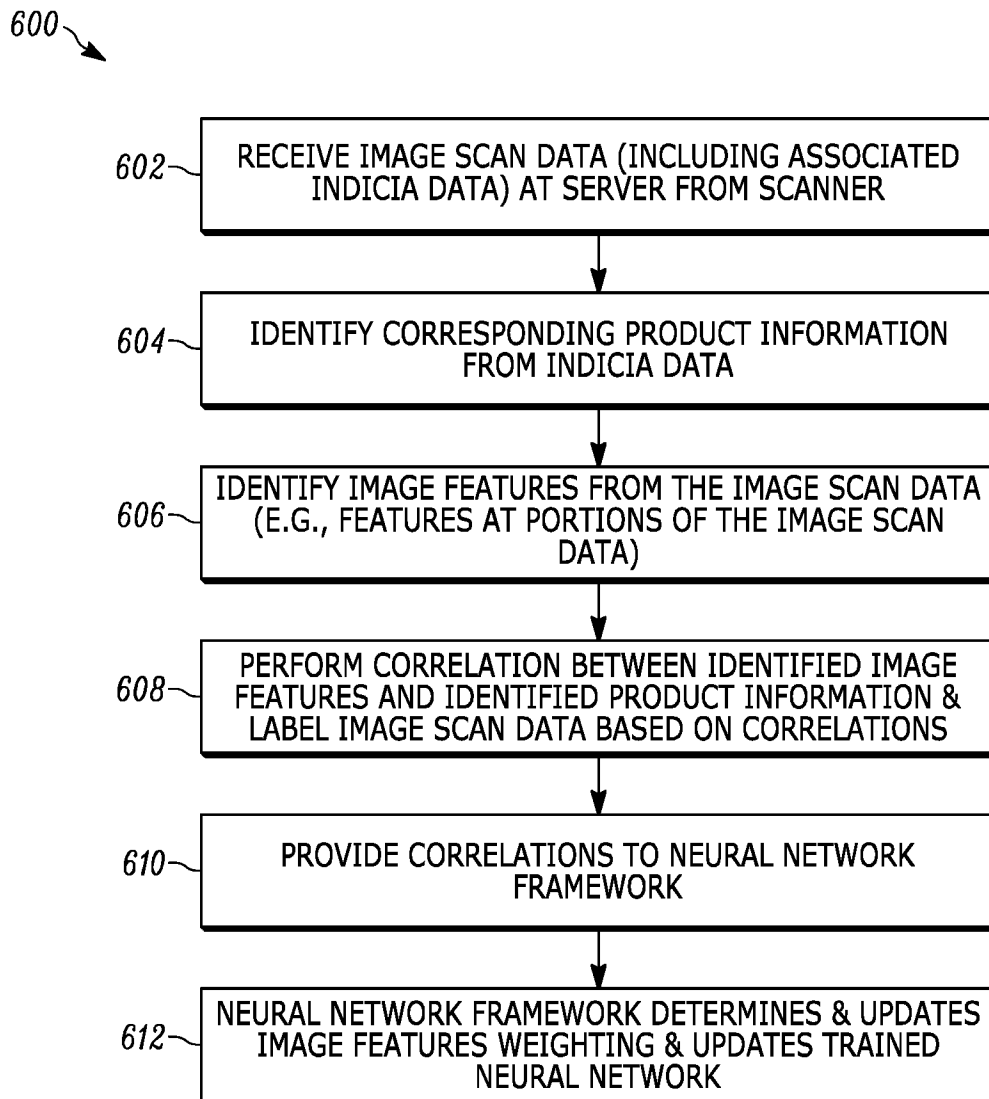 600
602
RECEIVE IMAGE SCAN DATA (INCLUDING ASSOCIATED
INDICIA DATA) AT SERVER FROM SCANNER
604
IDENTIFY CORRESPONDING PRODUCT INFORMATION
FROM INDICIA DATA
606
IDENTIFY IMAGE FEATURES FROM THE IMAGE SCAN DATA
(E.G., FEATURES AT PORTIONS OF THE IMAGE SCAN
DATA)
608
PERFORM CORRELATION BETWEEN IDENTIFIED IMAGE
FEATURES AND IDENTIFIED PRODUCT INFORMATION &
LABEL IMAGE SCAN DATA BASED ON CORRELATIONS
610
PROVIDE CORRELATIONS TO NEURAL NETWORK
FRAMEWORK
612
NEURAL NETWORK FRAMEWORK DETERMINES & UPDATES
IMAGE FEATURES WEIGHTING & UPDATES TRAINED
NEURAL NETWORK